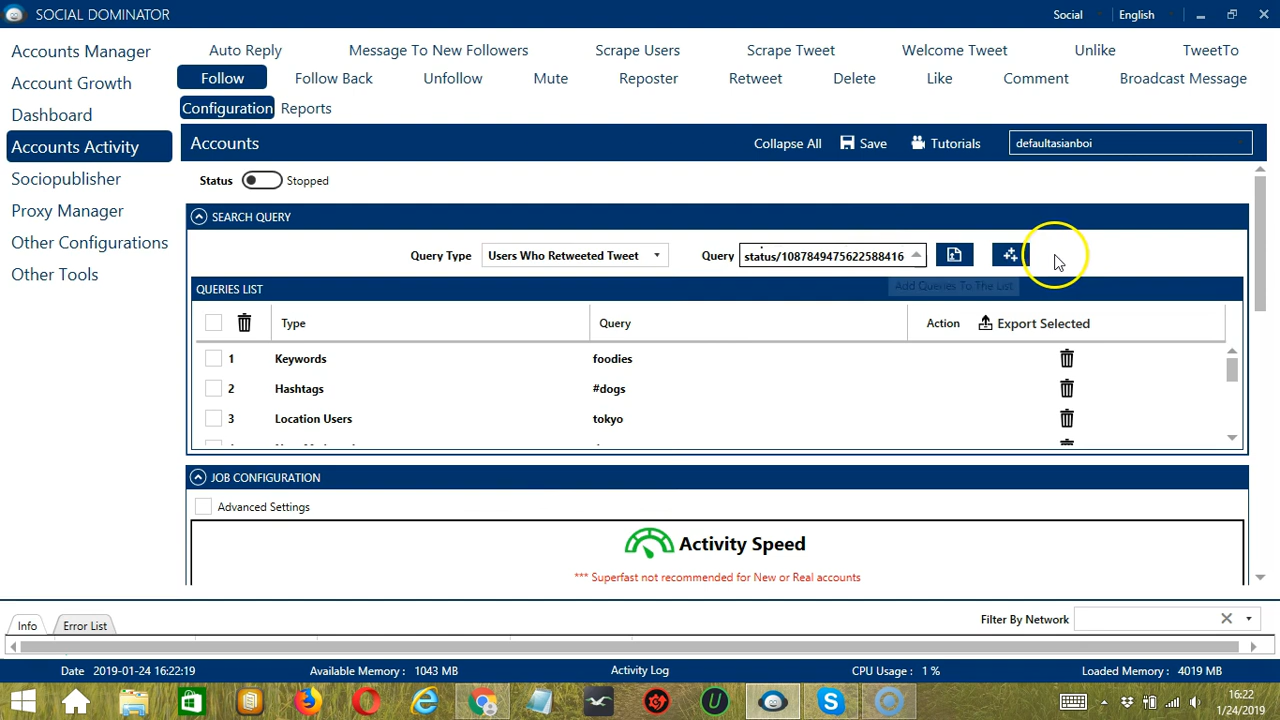 SOCIAL DOMINATOR
Social
English
Accounts Manager
Account Growth
Dashboard
Accounts Activity
Sociopublisher
Proxy Manager
Other Configurations
Other Tools
Auto Reply Message To New Followers Scrape Users Scrape Tweet Welcome Tweet Unlike TweetTo
Follow Follow Back Unfollow Mute Reposter Retweet Delete Like Comment Broadcast Message
Configuration Reports
Accounts Collapse All Save Tutorials defaultasianboi
Status Stopped
SEARCH QUERY
Query Type Users Who Retweeted Tweet Query status/1087849475622588416
Add Queries To The List
QUERIES LIST
Type Query Action Export Selected
1 Keywords foodies
2 Hashtags #dogs
3 Location Users tokyo
JOB CONFIGURATION
Advanced Settings
Activity Speed
*** Superfast not recommended for New or Real accounts
Info Error List Filter By Network
Date 2019-01-24 16:22:19 Available Memory : 1043 MB Activity Log CPU Usage : 1 % Loaded Memory : 4019 MB
16:22
1/24/2019